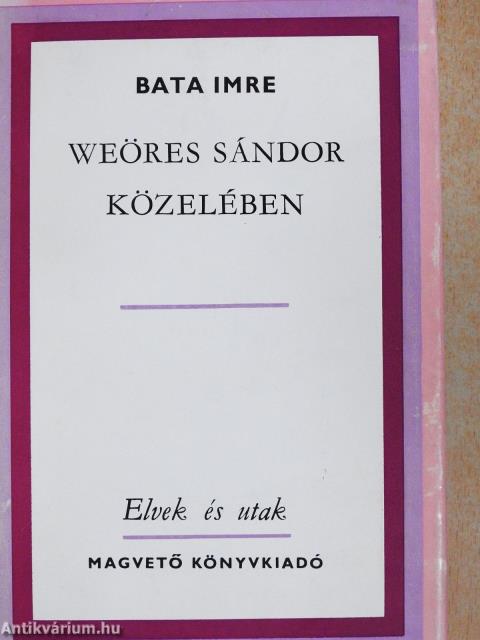 BATA IMRE
WEÖRES SÁNDOR
KÖZELÉBEN
Elvek és utak
MAGVETŐ KÖNYVKIADÓ
Antikvárium.hu